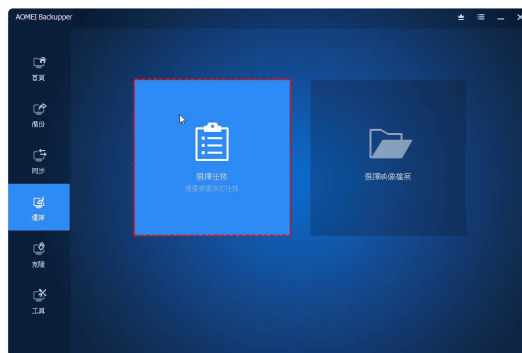 AOMEI Backupper
首頁
備份
同步
還原
克隆
工具
選擇任務
選擇要還原的任務
選擇映像檔案